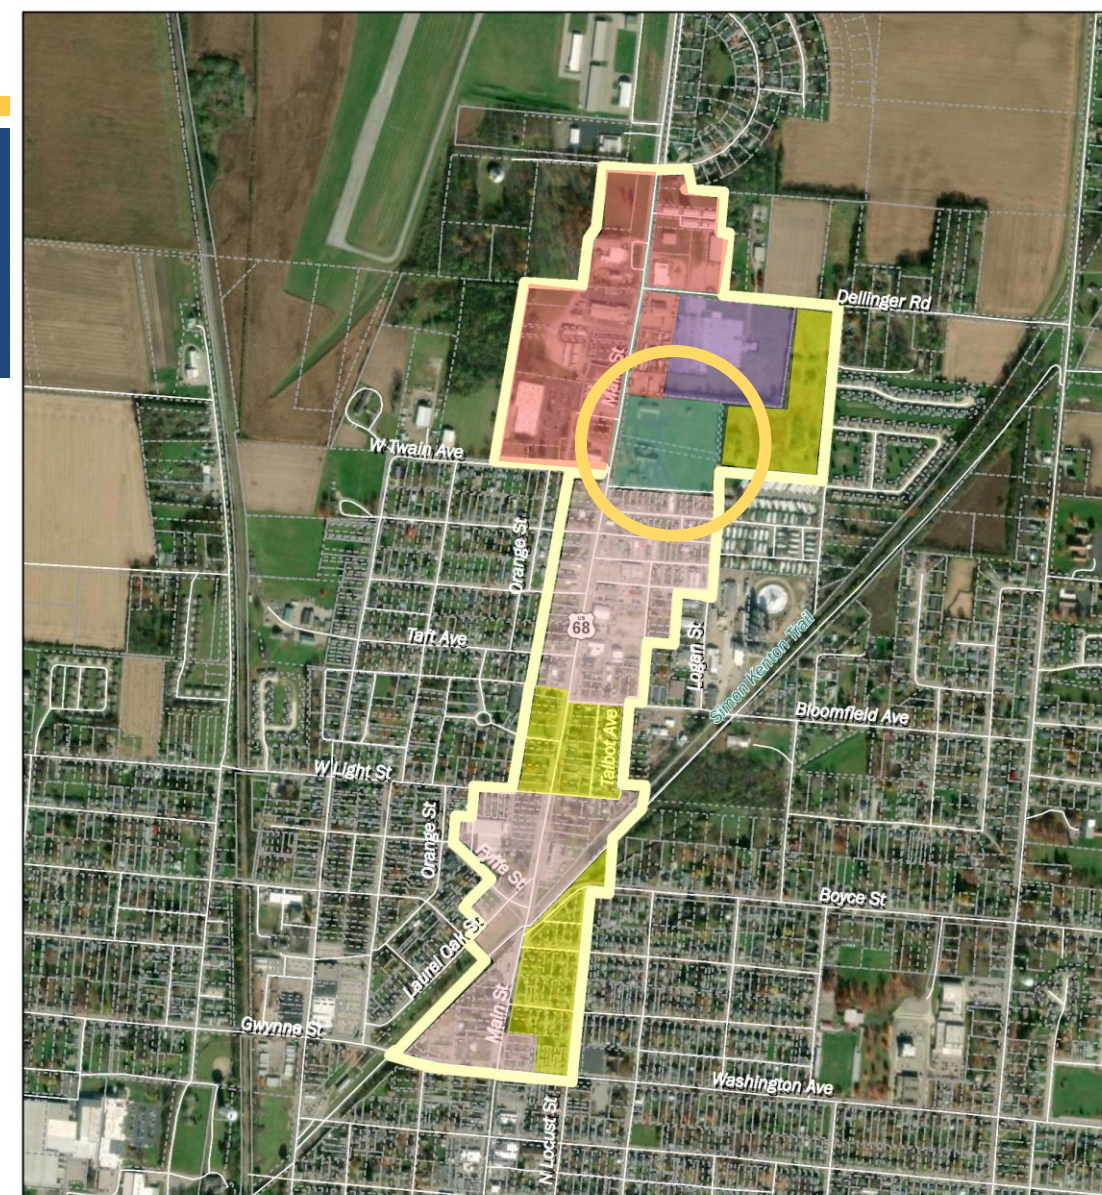 Dellinger Rd
Main St
W Twain Ave
Orange St
US
68
Taft Ave
Logan St
Simon Kenton Trail
Bloomfield Ave
Talbot Ave
W Light St
Orange St
Fyffe St
Boyce St
Laurel Oak St
Main St
Gwynne St
Washington Ave
N Locust St